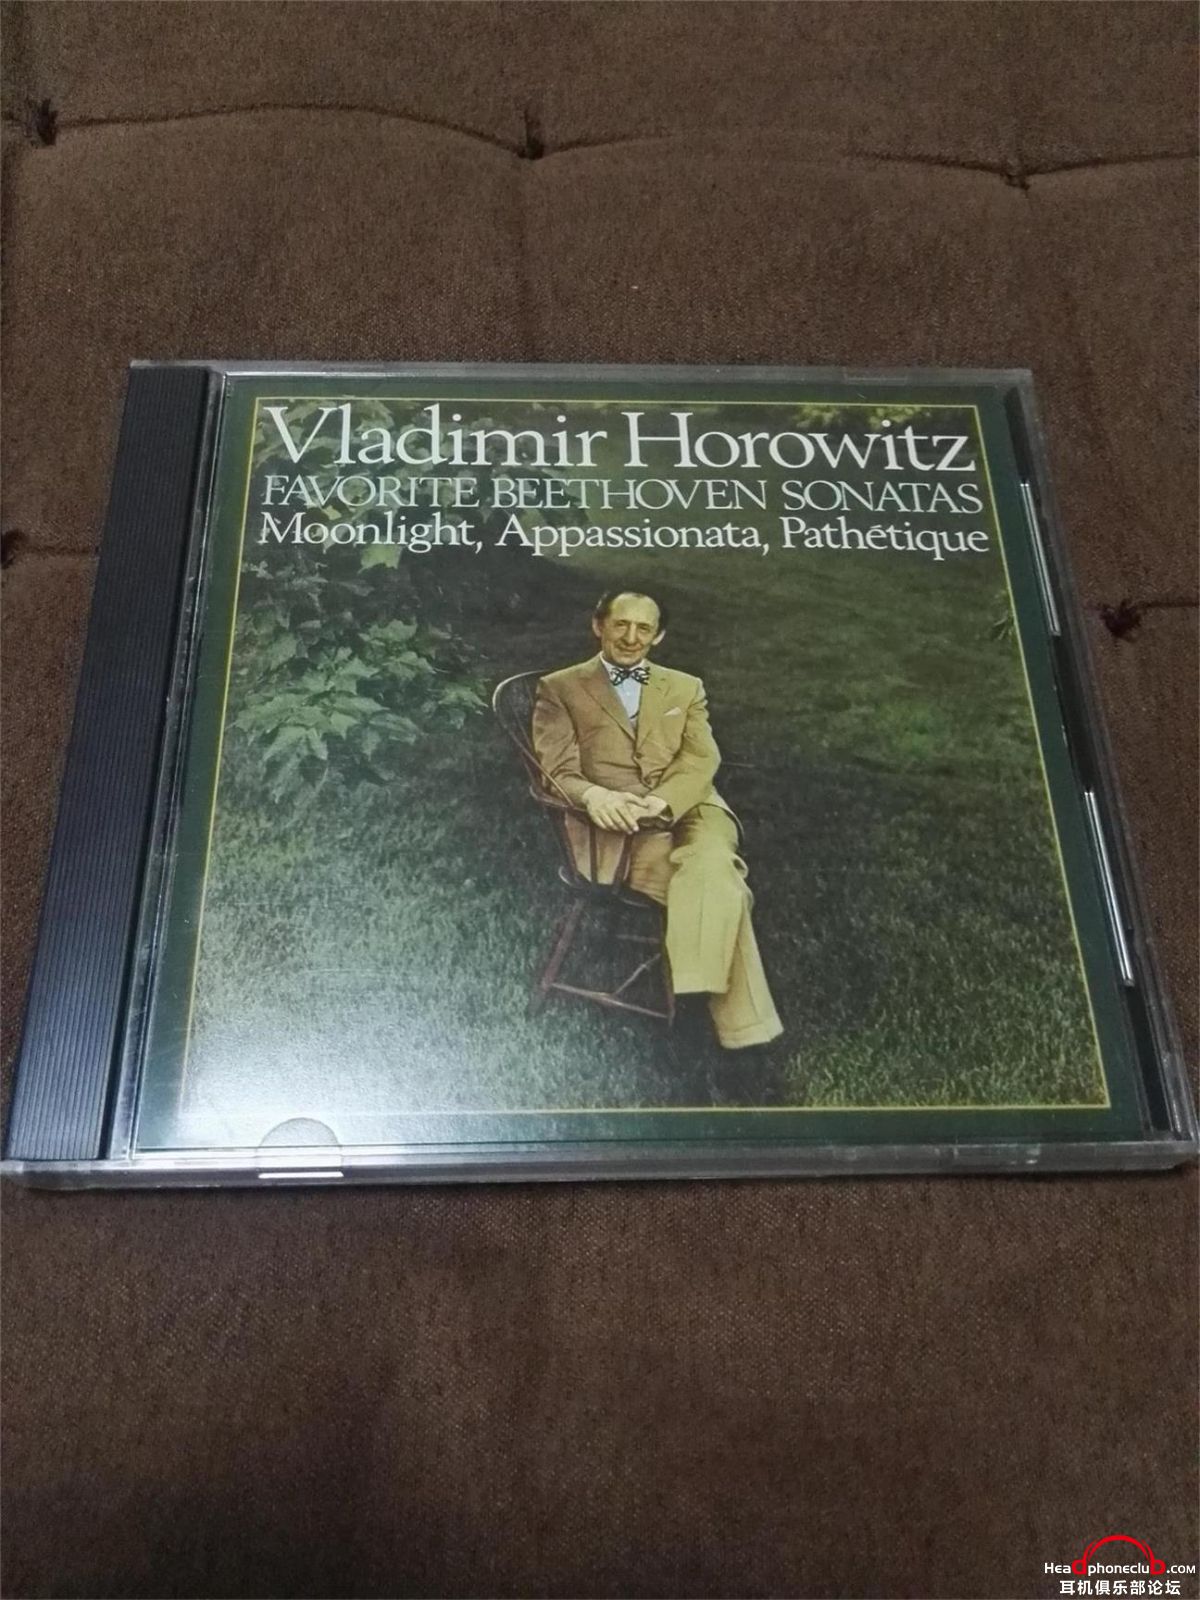 Vladimir Horowitz
FAVORITE BEETHOVEN SONATAS
Moonlight, Appassionata, Pathétique
Headphoneclub.com
耳机俱乐部论坛